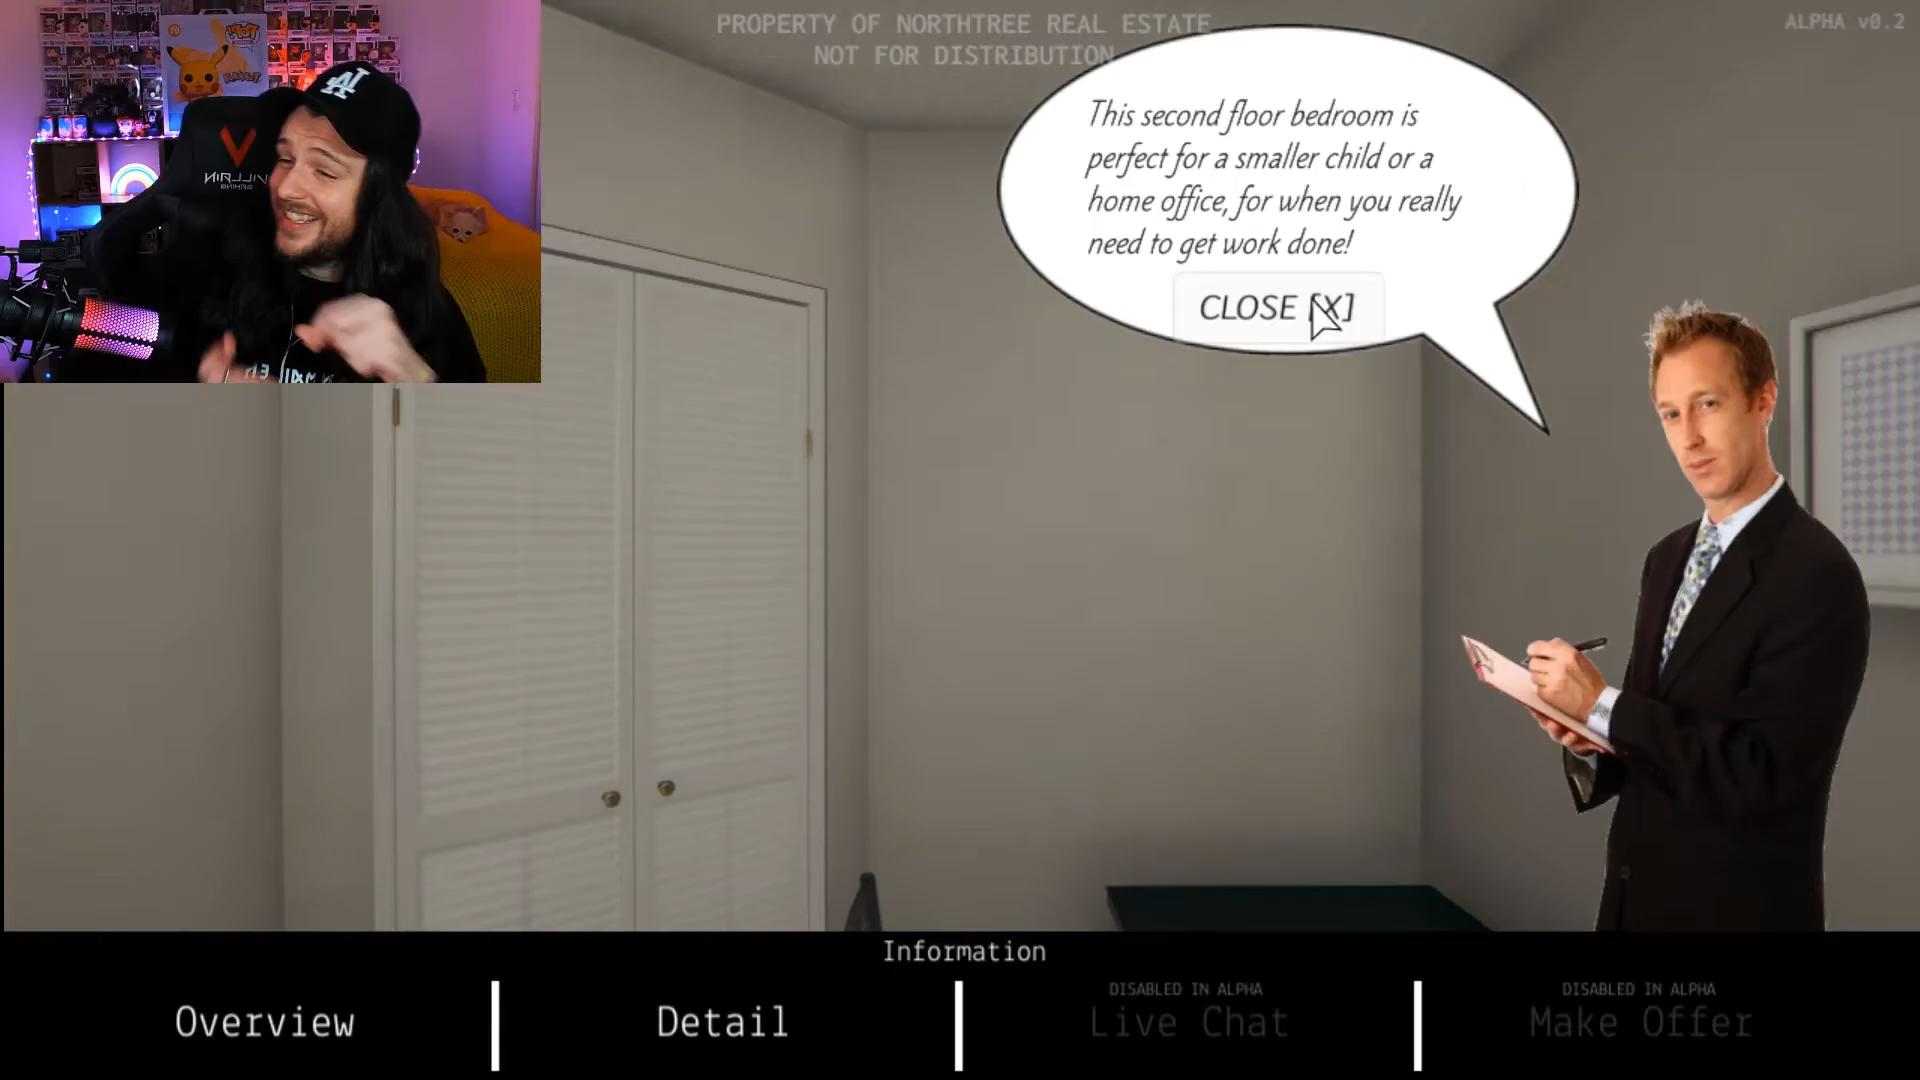 PROPERTY OF NORTHTREE REAL ESTATE
NOT FOR DISTRIBUTION
ALPHA v0.2
This second floor bedroom is
perfect for a smaller child or a
home office, for when you really
need to get work done!
CLOSE [X]
Information
Overview
Detail
DISABLED IN ALPHA
Live Chat
DISABLED IN ALPHA
Make Offer